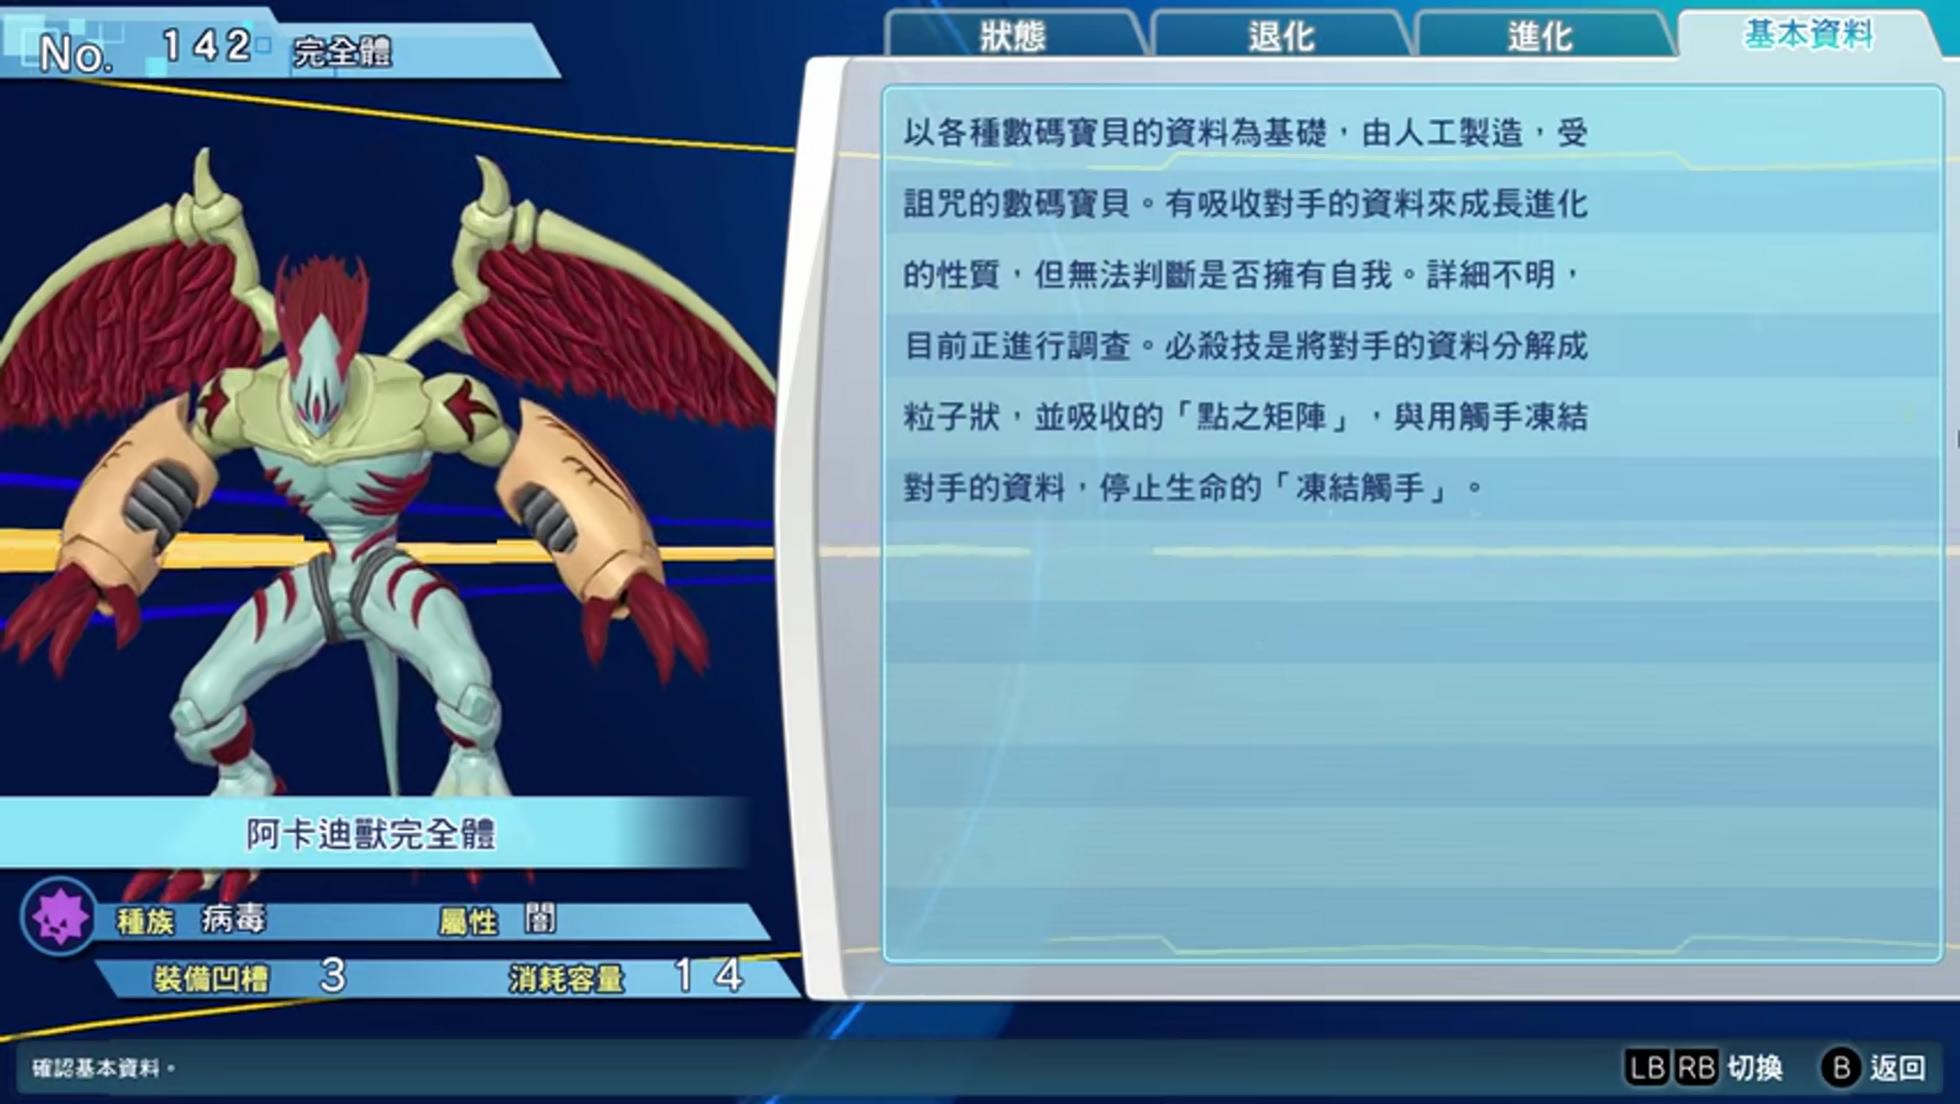 No. 142 完全體
狀態 退化 進化 基本資料
以各種數碼寶貝的資料為基礎，由人工製造，受
詛咒的數碼寶貝。有吸收對手的資料來成長進化
的性質，但無法判斷是否擁有自我。詳細不明，
目前正進行調查。必殺技是將對手的資料分解成
粒子狀，並吸收的「點之矩陣」，與用觸手凍結
對手的資料，停止生命的「凍結觸手」。
阿卡迪獸完全體
種族 病毒 屬性 闇
裝備凹槽 3 消耗容量 14
確認基本資料。
LB RB 切換 B 返回